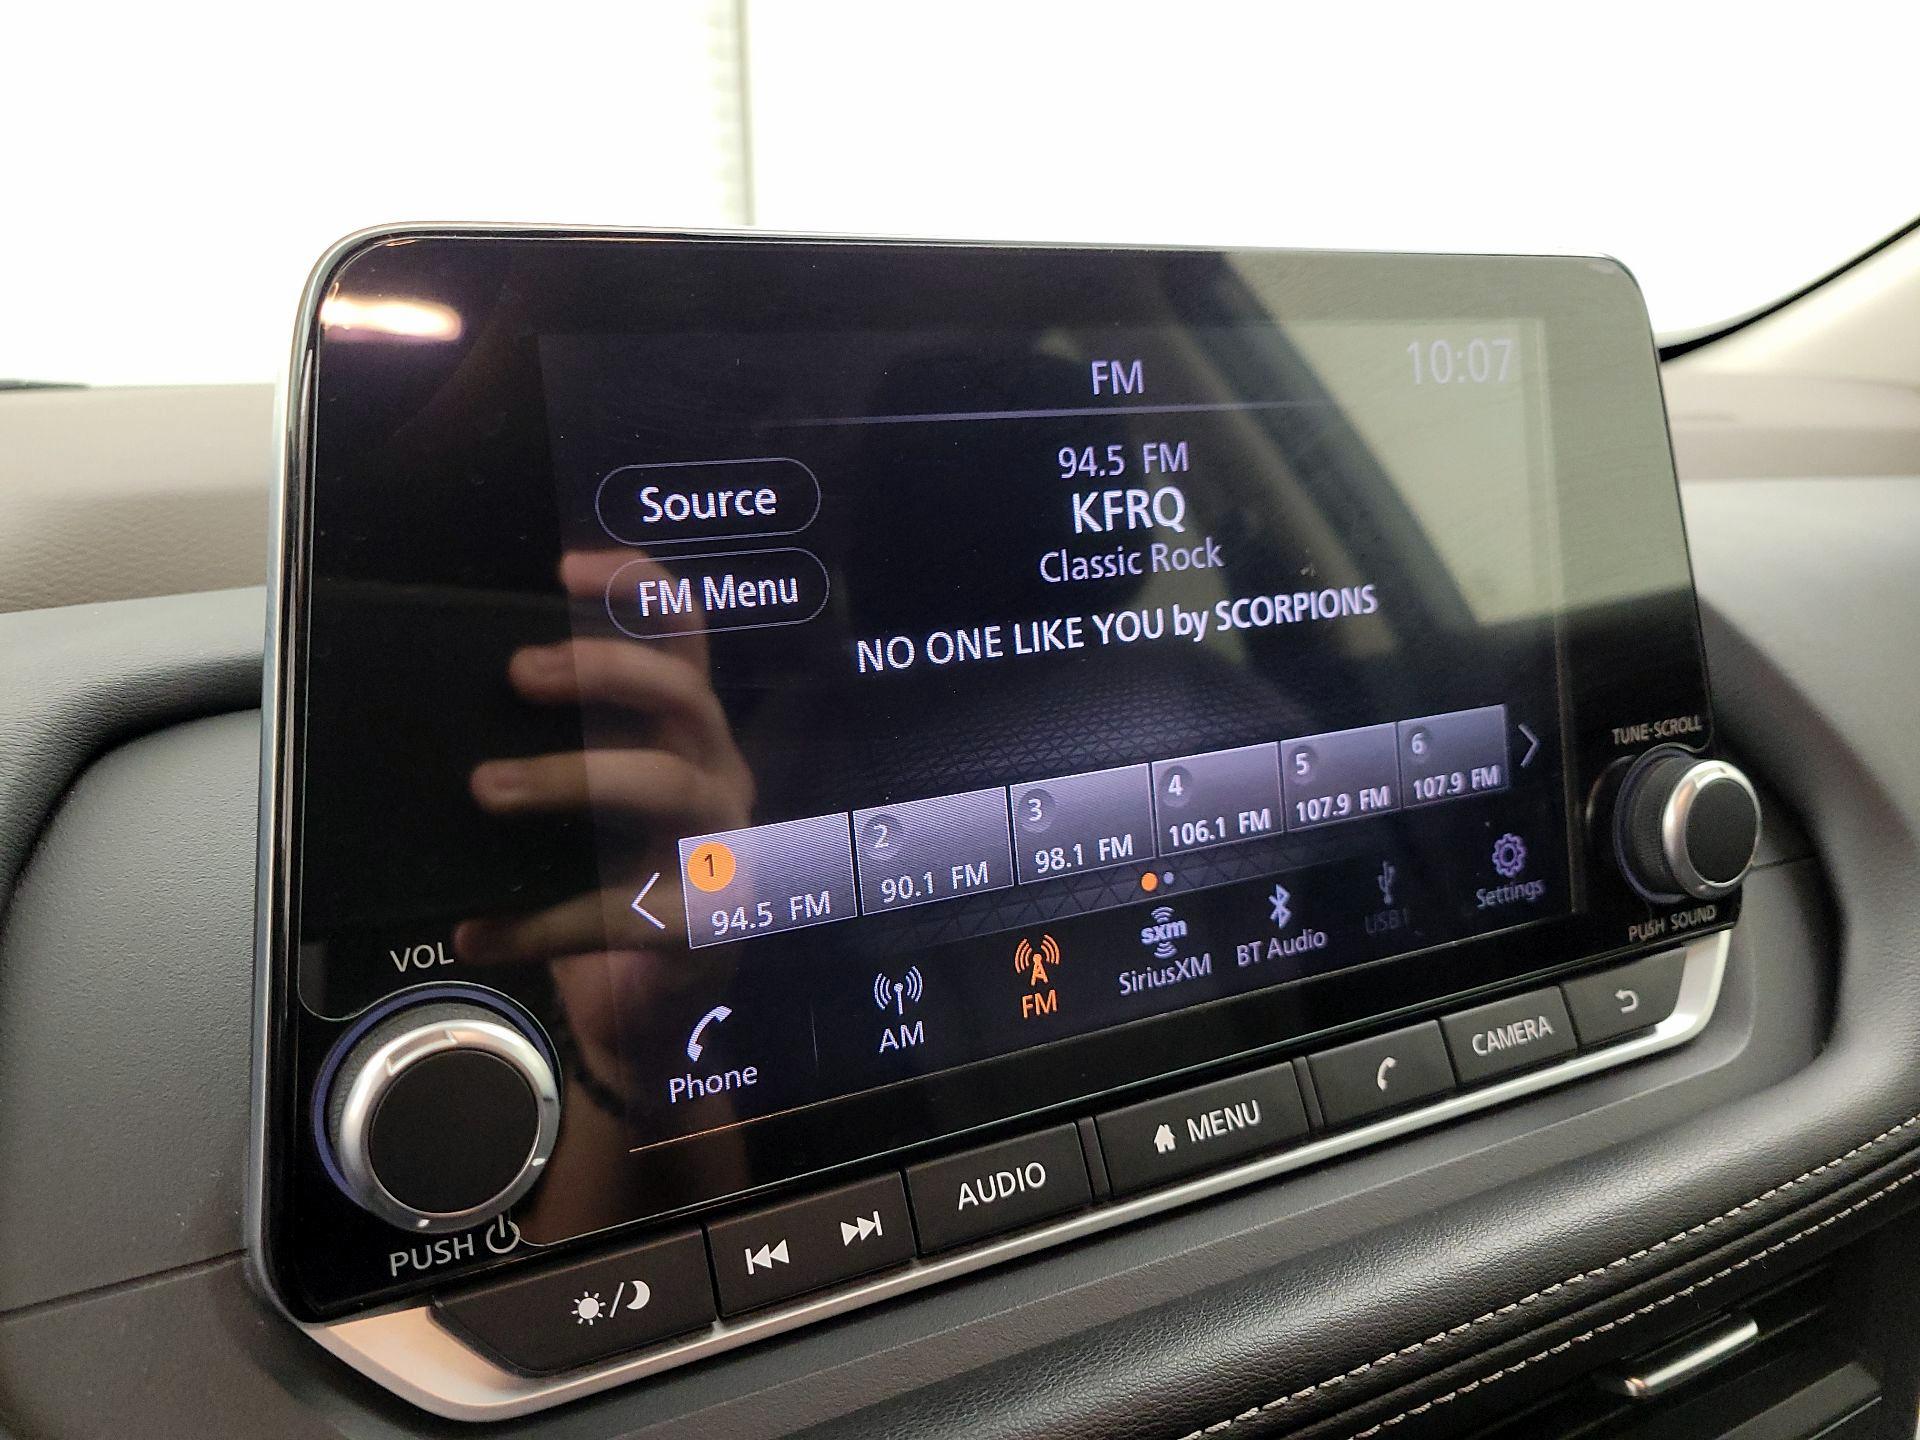 FM
10:07
94.5 FM
Source
KFRQ
Classic Rock
FM Menu
NO ONE LIKE YOU by SCORPIONS
TUNE·SCROLL
1
94.5 FM
2
90.1 FM
3
98.1 FM
4
106.1 FM
5
107.9 FM
6
107.9 FM
Phone
AM
FM
sxm
SiriusXM
BT Audio
USB1
Settings
PUSH SOUND
VOL
PUSH
AUDIO
MENU
CAMERA